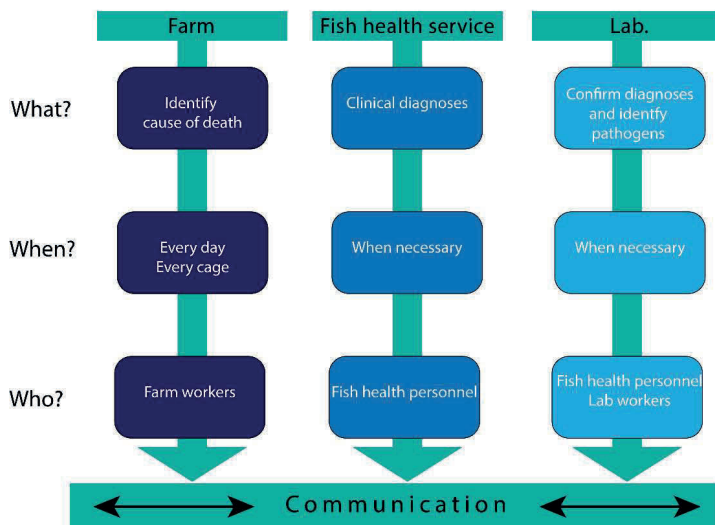 Farm
Fish health service
Lab.
What?
Identify
cause of death
Clinical diagnoses
Confirm diagnoses
and identfy
pathogens
When?
Every day
Every cage
When necessary
When necessary
Who?
Farm workers
Fish health personnel
Fish health personnel
Lab workers
Communication